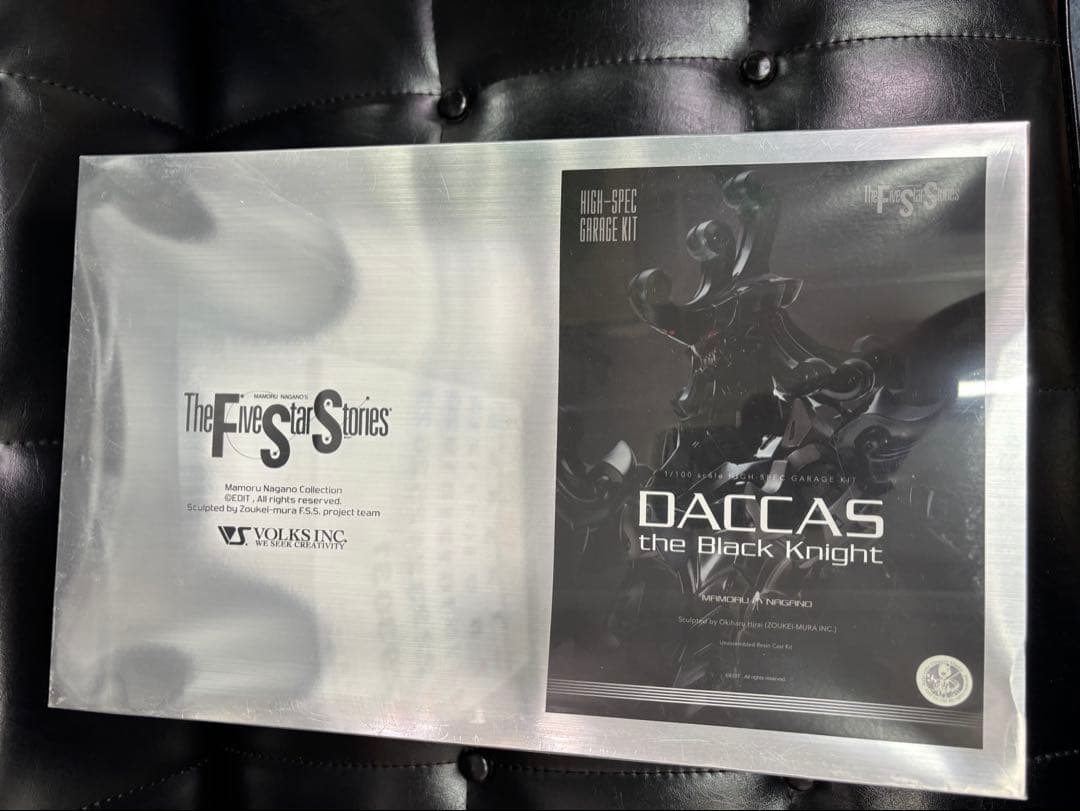 MAMORU NAGANO'S
The Five Star Stories
Mamoru Nagano Collection
©EDIT , All rights reserved.
Sculpted by Zoukei-mura F.S.S. project team
VS. VOLKS INC.
WE SEEK CREATIVITY
HIGH-SPEC
GARAGE KIT
The Five Star Stories
1/100 scale HIGH-SPEC GARAGE KIT
DACCAS
the Black Knight
MAMORU NAGANO
Sculpted by Okiharu Hirai (ZOUKEI-MURA INC.)
Unassembled Resin Cast Kit
©EDIT , All rights reserved.